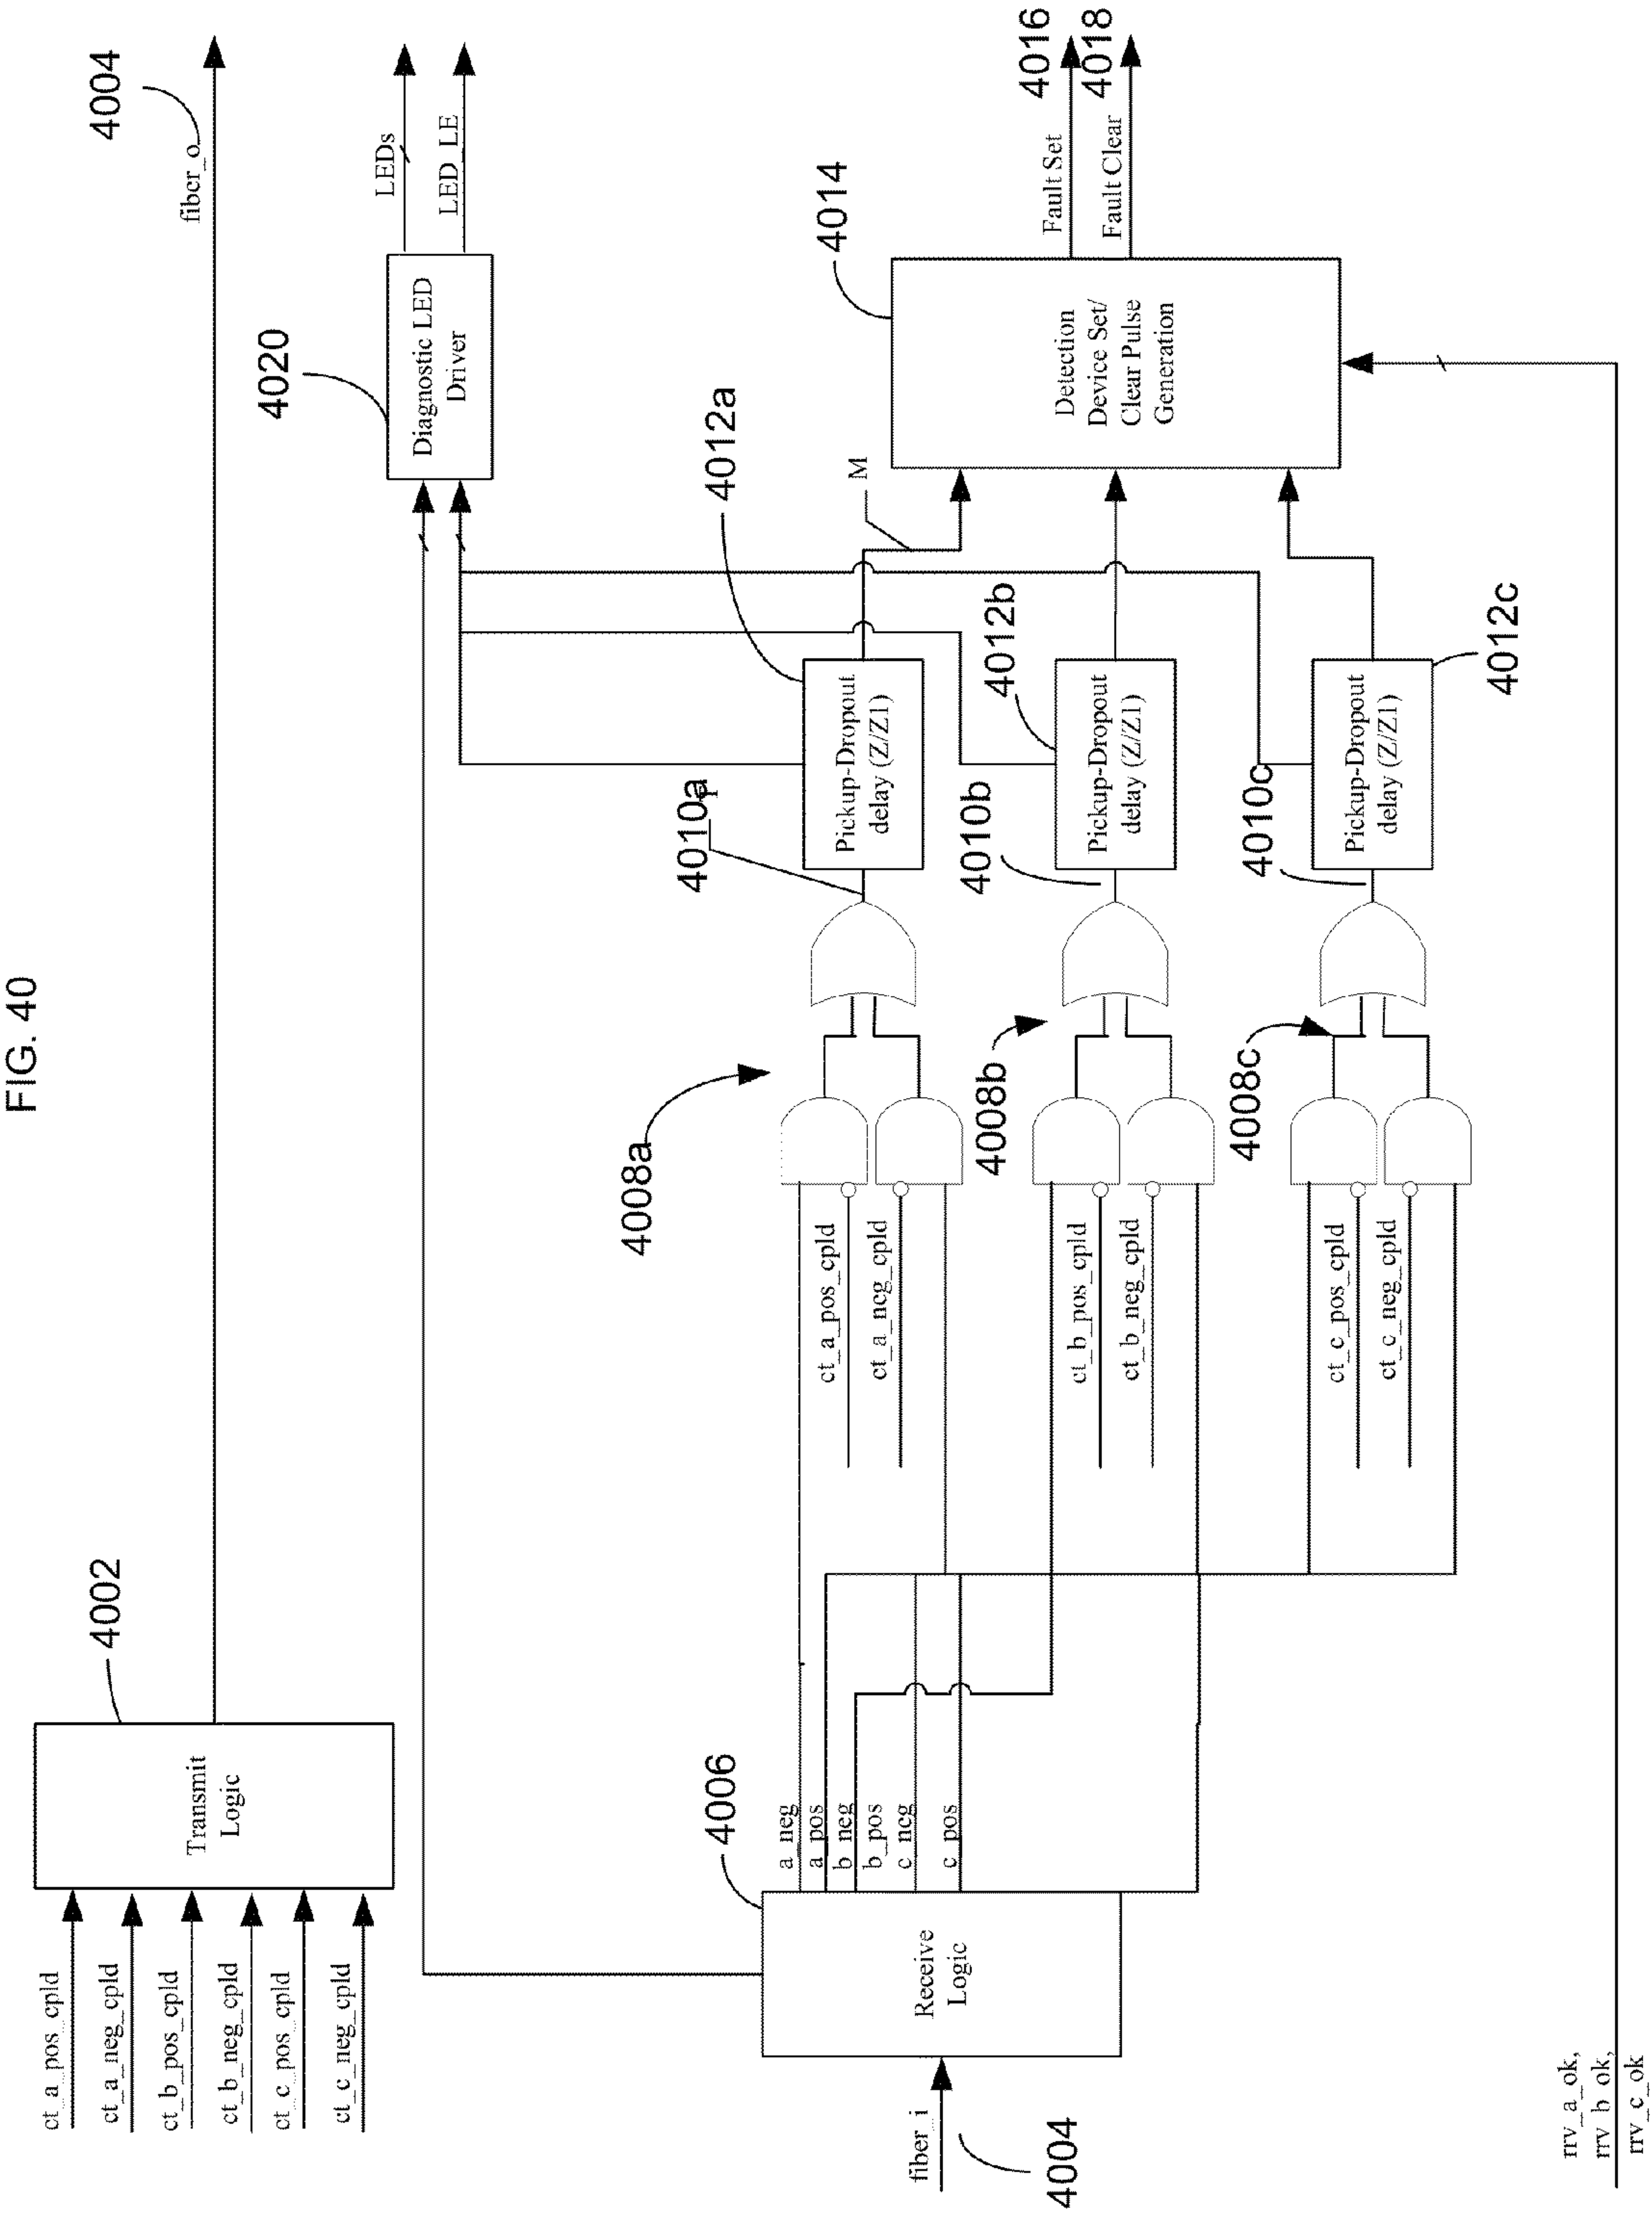 FIG. 40
ct_a_pos_cpld
ct_a_neg_cpld
ct_b_pos_cpld
ct_b_neg_cpld
ct_c_pos_cpld
ct_c_neg_cpld
Transmit
Logic
4002
fiber_o
4004
4020
Diagnostic LED
Driver
LEDs
LED_LE
fiber_i
4004
Receive
Logic
4006
a_neg
a_pos
b_neg
b_pos
c_neg
c_pos
4008a
ct_a_pos_cpld
ct_a_neg_cpld
4008b
ct_b_pos_cpld
ct_b_neg_cpld
4008c
ct_c_pos_cpld
ct_c_neg_cpld
4010a
4010b
4010c
4012a
Pickup-Dropout
delay (Z/Z1)
4012b
Pickup-Dropout
delay (Z/Z1)
4012c
Pickup-Dropout
delay (Z/Z1)
M
4014
Detection
Device Set/
Clear Pulse
Generation
Fault Set
4016
Fault Clear
4018
rrv_a_ok,
rrv_b_ok,
rrv_c_ok